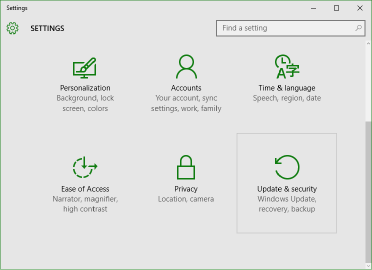 Settings
SETTINGS
Find a setting
Personalization
Background, lock
screen, colors
Accounts
Your account, sync
settings, work, family
Time & language
Speech, region, date
Ease of Access
Narrator, magnifier,
high contrast
Privacy
Location, camera
Update & security
Windows Update,
recovery, backup